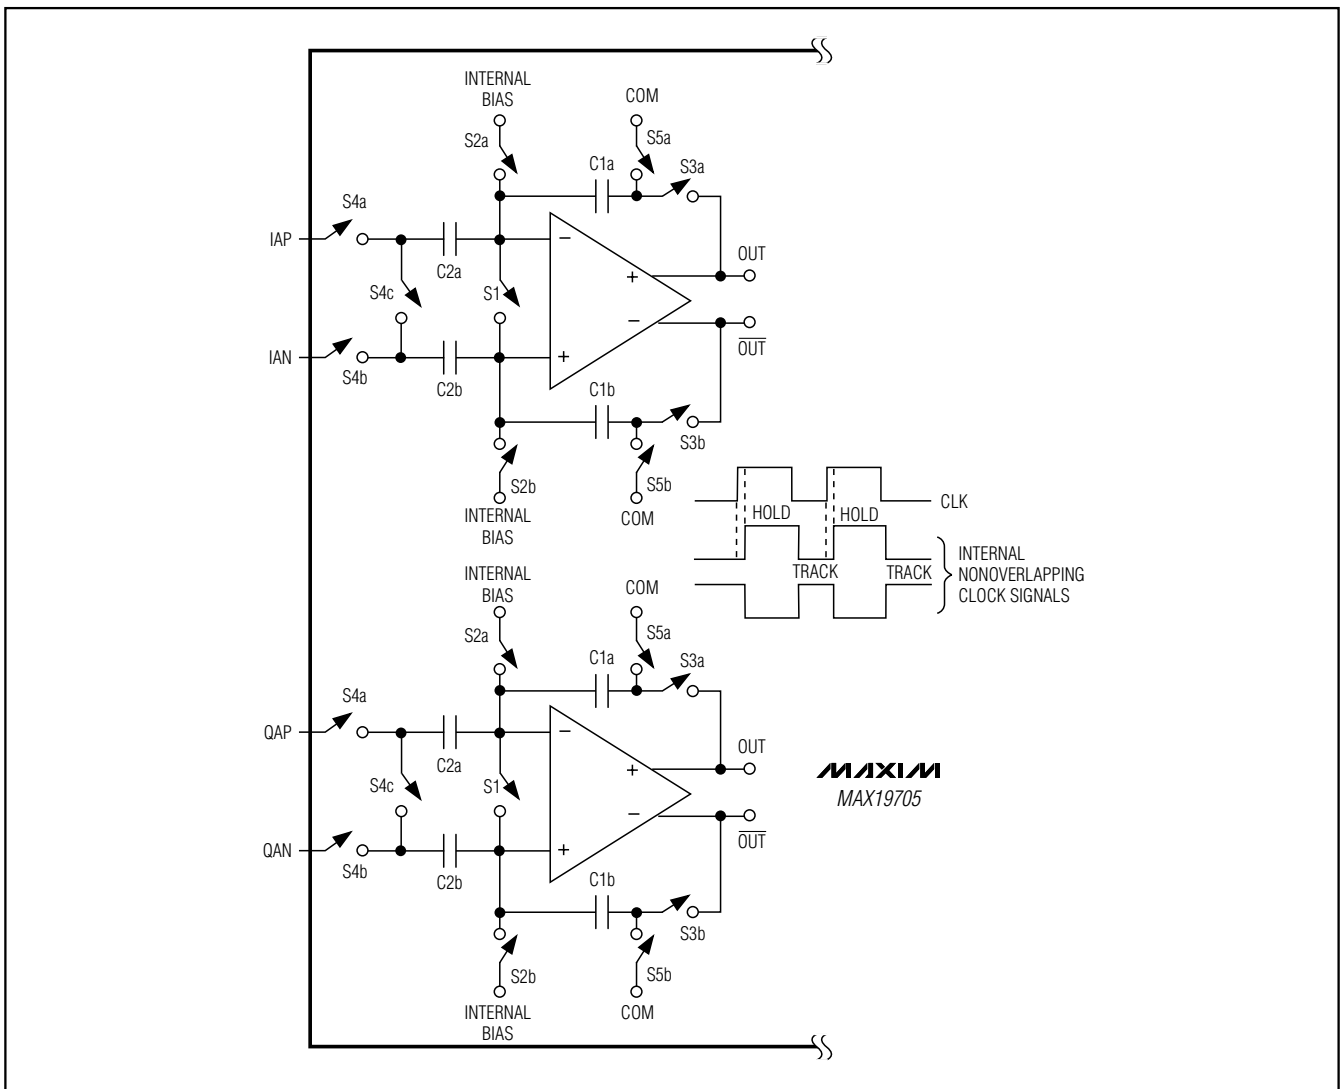 INTERNAL
BIAS
COM
S2a
S5a
C1a
S3a
S4a
IAP
−
OUT
C2a
+
S4c
S1
−
IAN
+
OUT
S4b
C2b
C1b
S3b
S2b
S5b
INTERNAL
BIAS
COM
CLK
HOLD
HOLD
TRACK
TRACK
INTERNAL
NONOVERLAPPING
CLOCK SIGNALS
INTERNAL
BIAS
COM
S2a
S5a
C1a
S3a
S4a
QAP
−
OUT
C2a
+
S4c
S1
−
QAN
+
OUT
S4b
C2b
C1b
S3b
S2b
S5b
INTERNAL
BIAS
COM
MAXIM
MAX19705